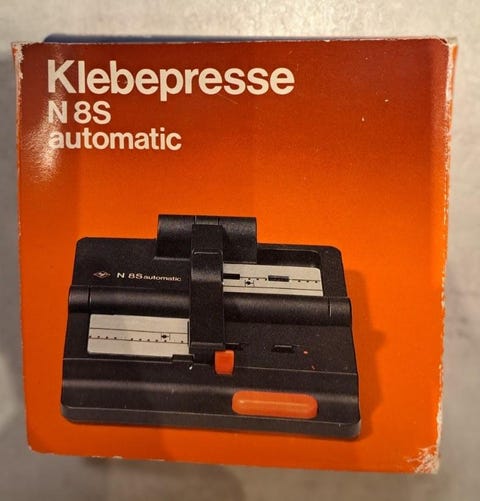 Klebepresse
N 8S
automatic
N 8S automatic